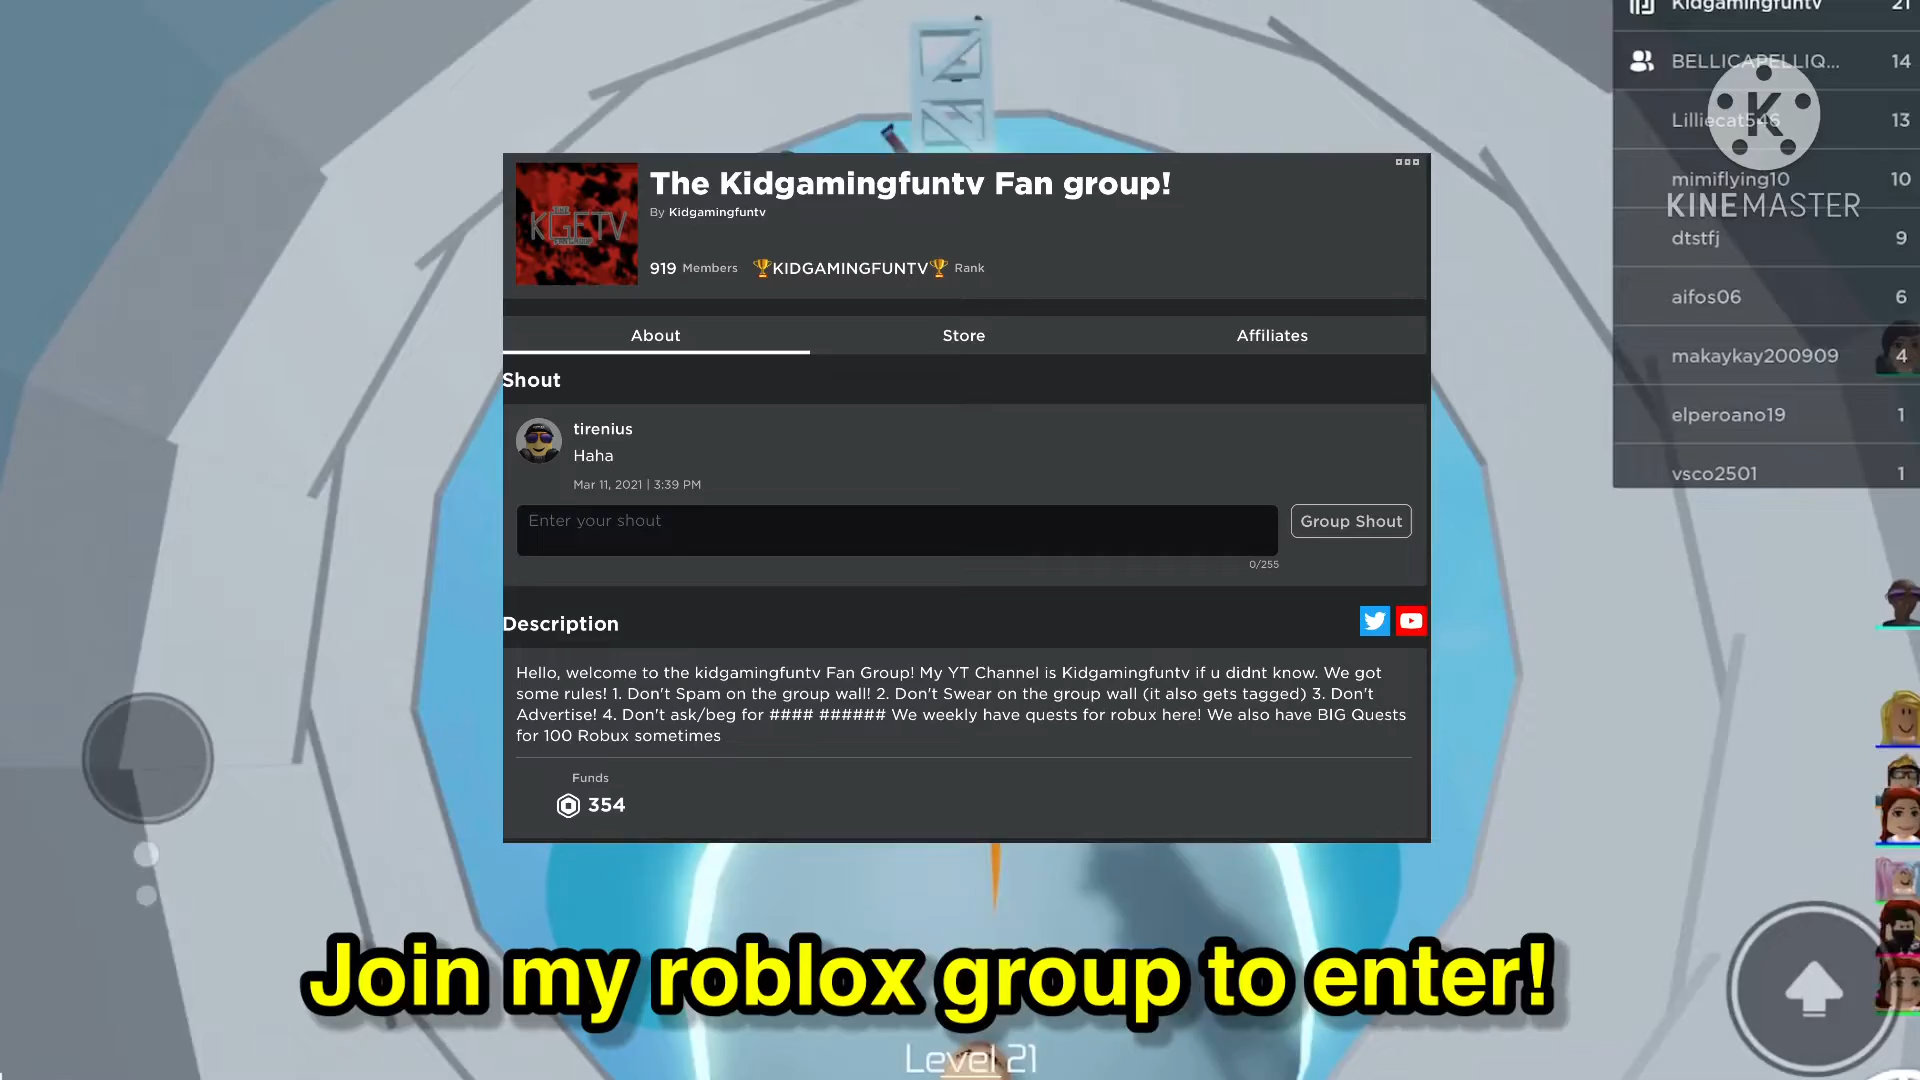 Kidgamingfuntv 21
BELLICAPELLIQ... 14
Lilliecat546 13
mimiflying10 10
K
KINEMASTER
dtstfj 9
aifos06 6
makaykay200909 4
elperoano19 1
vsco2501 1
THE
KGFTV
The Kidgamingfuntv Fan group!
By Kidgamingfuntv
919 Members 🏆KIDGAMINGFUNTV🏆 Rank
About Store Affiliates
Shout
tirenius
Haha
Mar 11, 2021 | 3:39 PM
Enter your shout
Group Shout
0/255
Description
Hello, welcome to the kidgamingfuntv Fan Group! My YT Channel is Kidgamingfuntv if u didnt know. We got
some rules! 1. Don't Spam on the group wall! 2. Don't Swear on the group wall (it also gets tagged) 3. Don't
Advertise! 4. Don't ask/beg for #### ###### We weekly have quests for robux here! We also have BIG Quests
for 100 Robux sometimes
Funds
354
Join my roblox group to enter!
Level 21